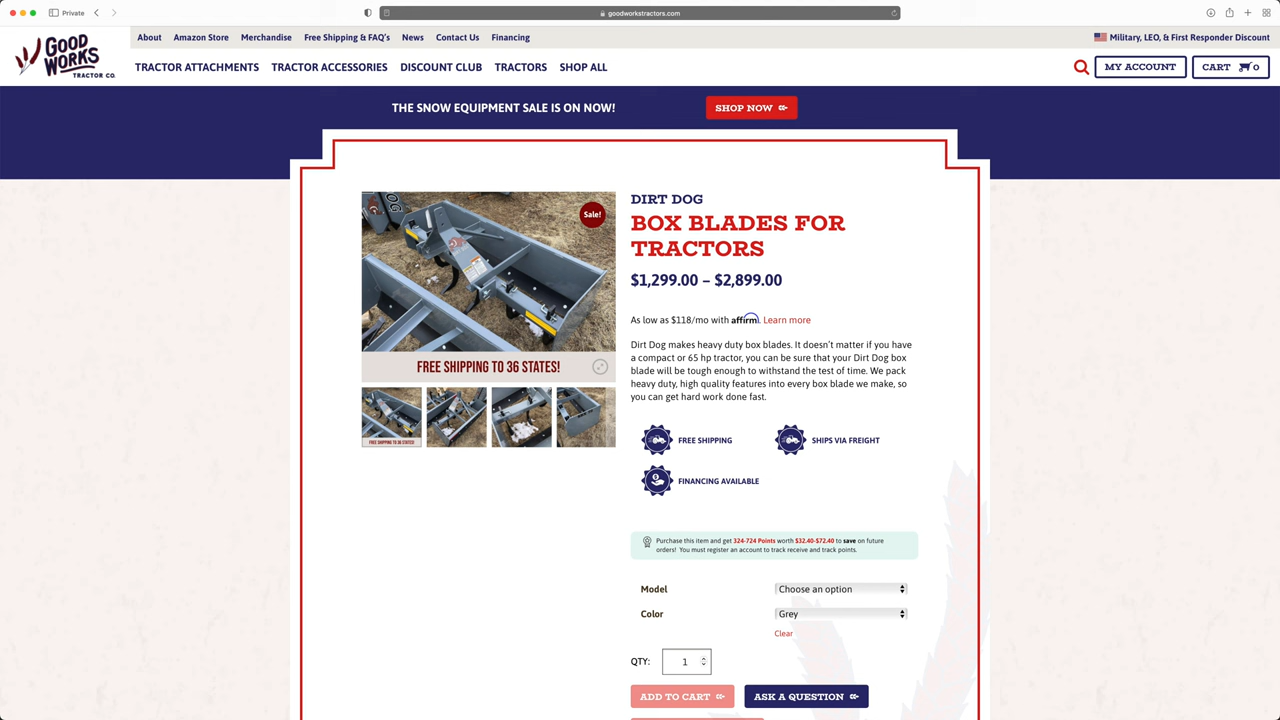 Private
goodworkstractors.com
GOOD
WORKS
TRACTOR CO.
About Amazon Store Merchandise Free Shipping & FAQ's News Contact Us Financing
Military, LEO, & First Responder Discount
TRACTOR ATTACHMENTS TRACTOR ACCESSORIES DISCOUNT CLUB TRACTORS SHOP ALL
MY ACCOUNT
CART 0
THE SNOW EQUIPMENT SALE IS ON NOW!
SHOP NOW
Sale!
FREE SHIPPING TO 36 STATES!
FREE SHIPPING TO 36 STATES!
DIRT DOG
BOX BLADES FOR
TRACTORS
$1,299.00 – $2,899.00
As low as $118/mo with affirm. Learn more
Dirt Dog makes heavy duty box blades. It doesn't matter if you have
a compact or 65 hp tractor, you can be sure that your Dirt Dog box
blade will be tough enough to withstand the test of time. We pack
heavy duty, high quality features into every box blade we make, so
you can get hard work done fast.
FREE SHIPPING
SHIPS VIA FREIGHT
FINANCING AVAILABLE
Purchase this item and get 324-724 Points worth $32.40-$72.40 to save on future
orders! You must register an account to track receive and track points.
Model Choose an option
Color Grey
Clear
QTY: 1
ADD TO CART
ASK A QUESTION